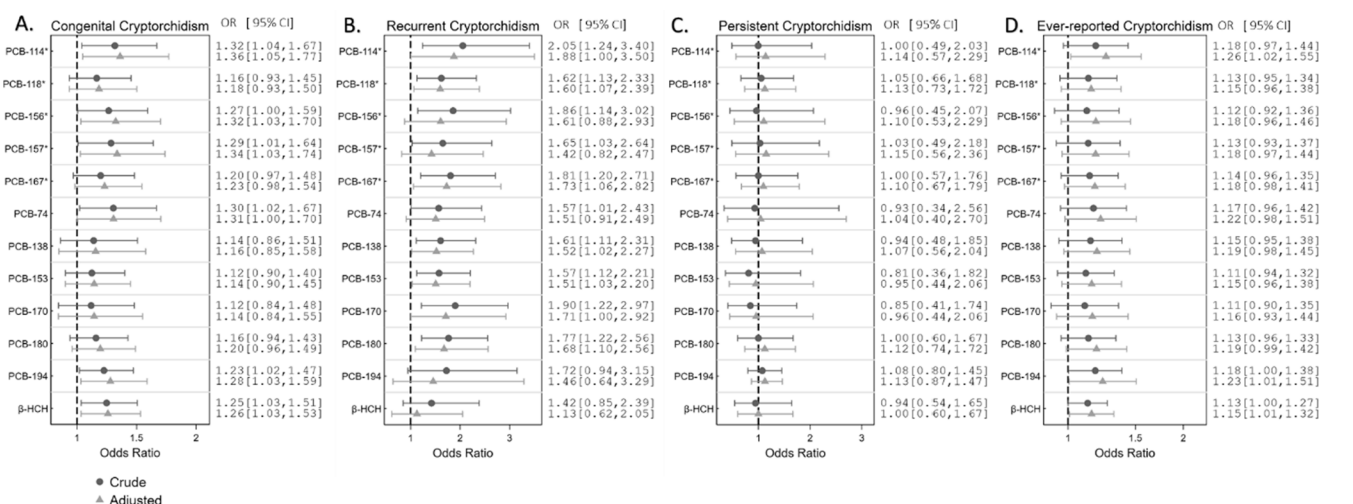 A. Congenital Cryptorchidism OR [ 95% CI]
PCB-114* 1.32[1.04,1.67]
1.36[1.05,1.77]
PCB-118* 1.16[0.93,1.45]
1.18[0.93,1.50]
PCB-156* 1.27[1.00,1.59]
1.32[1.03,1.70]
PCB-157* 1.29[1.01,1.64]
1.34[1.03,1.74]
PCB-167* 1.20[0.97,1.48]
1.23[0.98,1.54]
PCB-74 1.30[1.02,1.67]
1.31[1.00,1.70]
PCB-138 1.14[0.86,1.51]
1.16[0.85,1.58]
PCB-153 1.12[0.90,1.40]
1.14[0.90,1.45]
PCB-170 1.12[0.84,1.48]
1.14[0.84,1.55]
PCB-180 1.16[0.94,1.43]
1.20[0.96,1.49]
PCB-194 1.23[1.02,1.47]
1.28[1.03,1.59]
β-HCH 1.25[1.03,1.51]
1.26[1.03,1.53]
1 1.5 2
Odds Ratio
B. Recurrent Cryptorchidism OR [ 95% CI]
PCB-114* 2.05[1.24,3.40]
1.88[1.00,3.50]
PCB-118* 1.62[1.13,2.33]
1.60[1.07,2.39]
PCB-156* 1.86[1.14,3.02]
1.61[0.88,2.93]
PCB-157* 1.65[1.03,2.64]
1.42[0.82,2.47]
PCB-167* 1.81[1.20,2.71]
1.73[1.06,2.82]
PCB-74 1.57[1.01,2.43]
1.51[0.91,2.49]
PCB-138 1.61[1.11,2.31]
1.52[1.02,2.27]
PCB-153 1.57[1.12,2.21]
1.51[1.03,2.20]
PCB-170 1.90[1.22,2.97]
1.71[1.00,2.92]
PCB-180 1.77[1.22,2.56]
1.68[1.10,2.56]
PCB-194 1.72[0.94,3.15]
1.46[0.64,3.29]
β-HCH 1.42[0.85,2.39]
1.13[0.62,2.05]
1 2 3
Odds Ratio
C. Persistent Cryptorchidism OR [ 95% CI]
PCB-114* 1.00[0.49,2.03]
1.14[0.57,2.29]
PCB-118* 1.05[0.66,1.68]
1.13[0.73,1.72]
PCB-156* 0.96[0.45,2.07]
1.10[0.53,2.29]
PCB-157* 1.03[0.49,2.18]
1.15[0.56,2.36]
PCB-167* 1.00[0.57,1.76]
1.10[0.67,1.79]
PCB-74 0.93[0.34,2.56]
1.04[0.40,2.70]
PCB-138 0.94[0.48,1.85]
1.07[0.56,2.04]
PCB-153 0.81[0.36,1.82]
0.95[0.44,2.06]
PCB-170 0.85[0.41,1.74]
0.96[0.44,2.06]
PCB-180 1.00[0.60,1.67]
1.12[0.74,1.72]
PCB-194 1.08[0.80,1.45]
1.13[0.87,1.47]
β-HCH 0.94[0.54,1.65]
1.00[0.60,1.67]
1 2 3
Odds Ratio
D. Ever-reported Cryptorchidism OR [ 95% CI]
PCB-114* 1.18[0.97,1.44]
1.26[1.02,1.55]
PCB-118* 1.13[0.95,1.34]
1.15[0.96,1.38]
PCB-156* 1.12[0.92,1.36]
1.18[0.96,1.46]
PCB-157* 1.13[0.93,1.37]
1.18[0.97,1.44]
PCB-167* 1.14[0.96,1.35]
1.18[0.98,1.41]
PCB-74 1.17[0.96,1.42]
1.22[0.98,1.51]
PCB-138 1.15[0.95,1.38]
1.19[0.98,1.45]
PCB-153 1.11[0.94,1.32]
1.15[0.96,1.38]
PCB-170 1.11[0.90,1.35]
1.16[0.93,1.44]
PCB-180 1.13[0.96,1.33]
1.19[0.99,1.42]
PCB-194 1.18[1.00,1.38]
1.23[1.01,1.51]
β-HCH 1.13[1.00,1.27]
1.15[1.01,1.32]
1 1.5 2
Odds Ratio
Crude
Adjusted